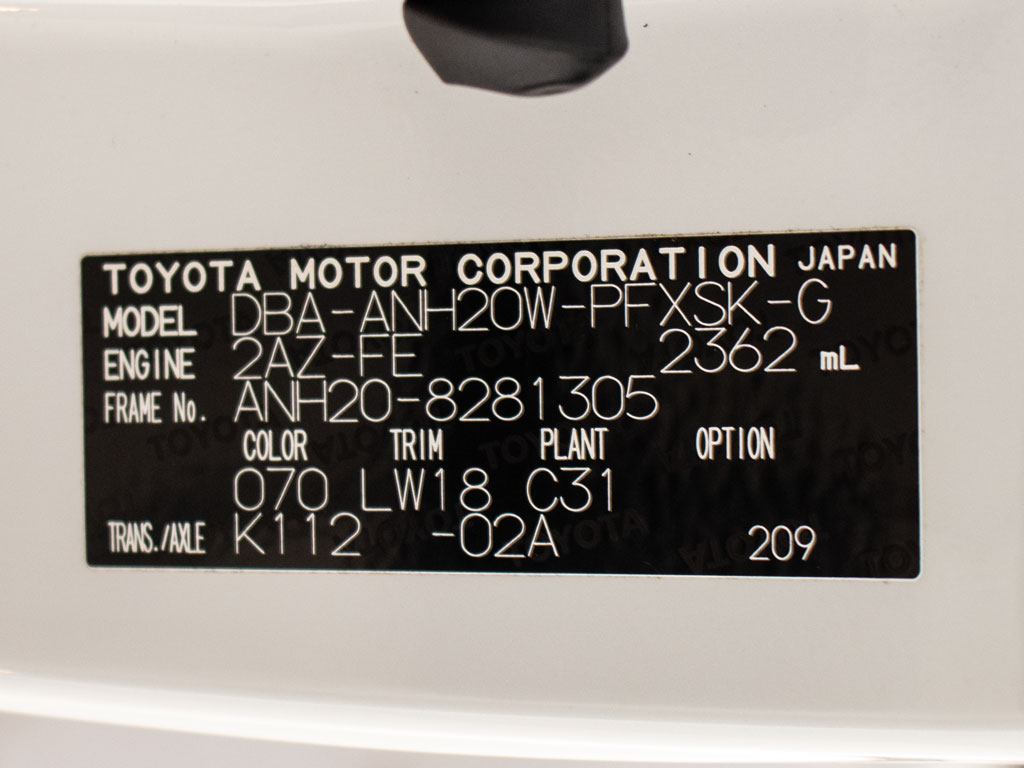 TOYOTA MOTOR CORPORATION JAPAN
MODEL DBA-ANH20W-PFXSK-G
ENGINE 2AZ-FE 2362 mL
FRAME No. ANH20-8281305
COLOR TRIM PLANT OPTION
070 LW18 C31
TRANS./AXLE K112 -02A 209